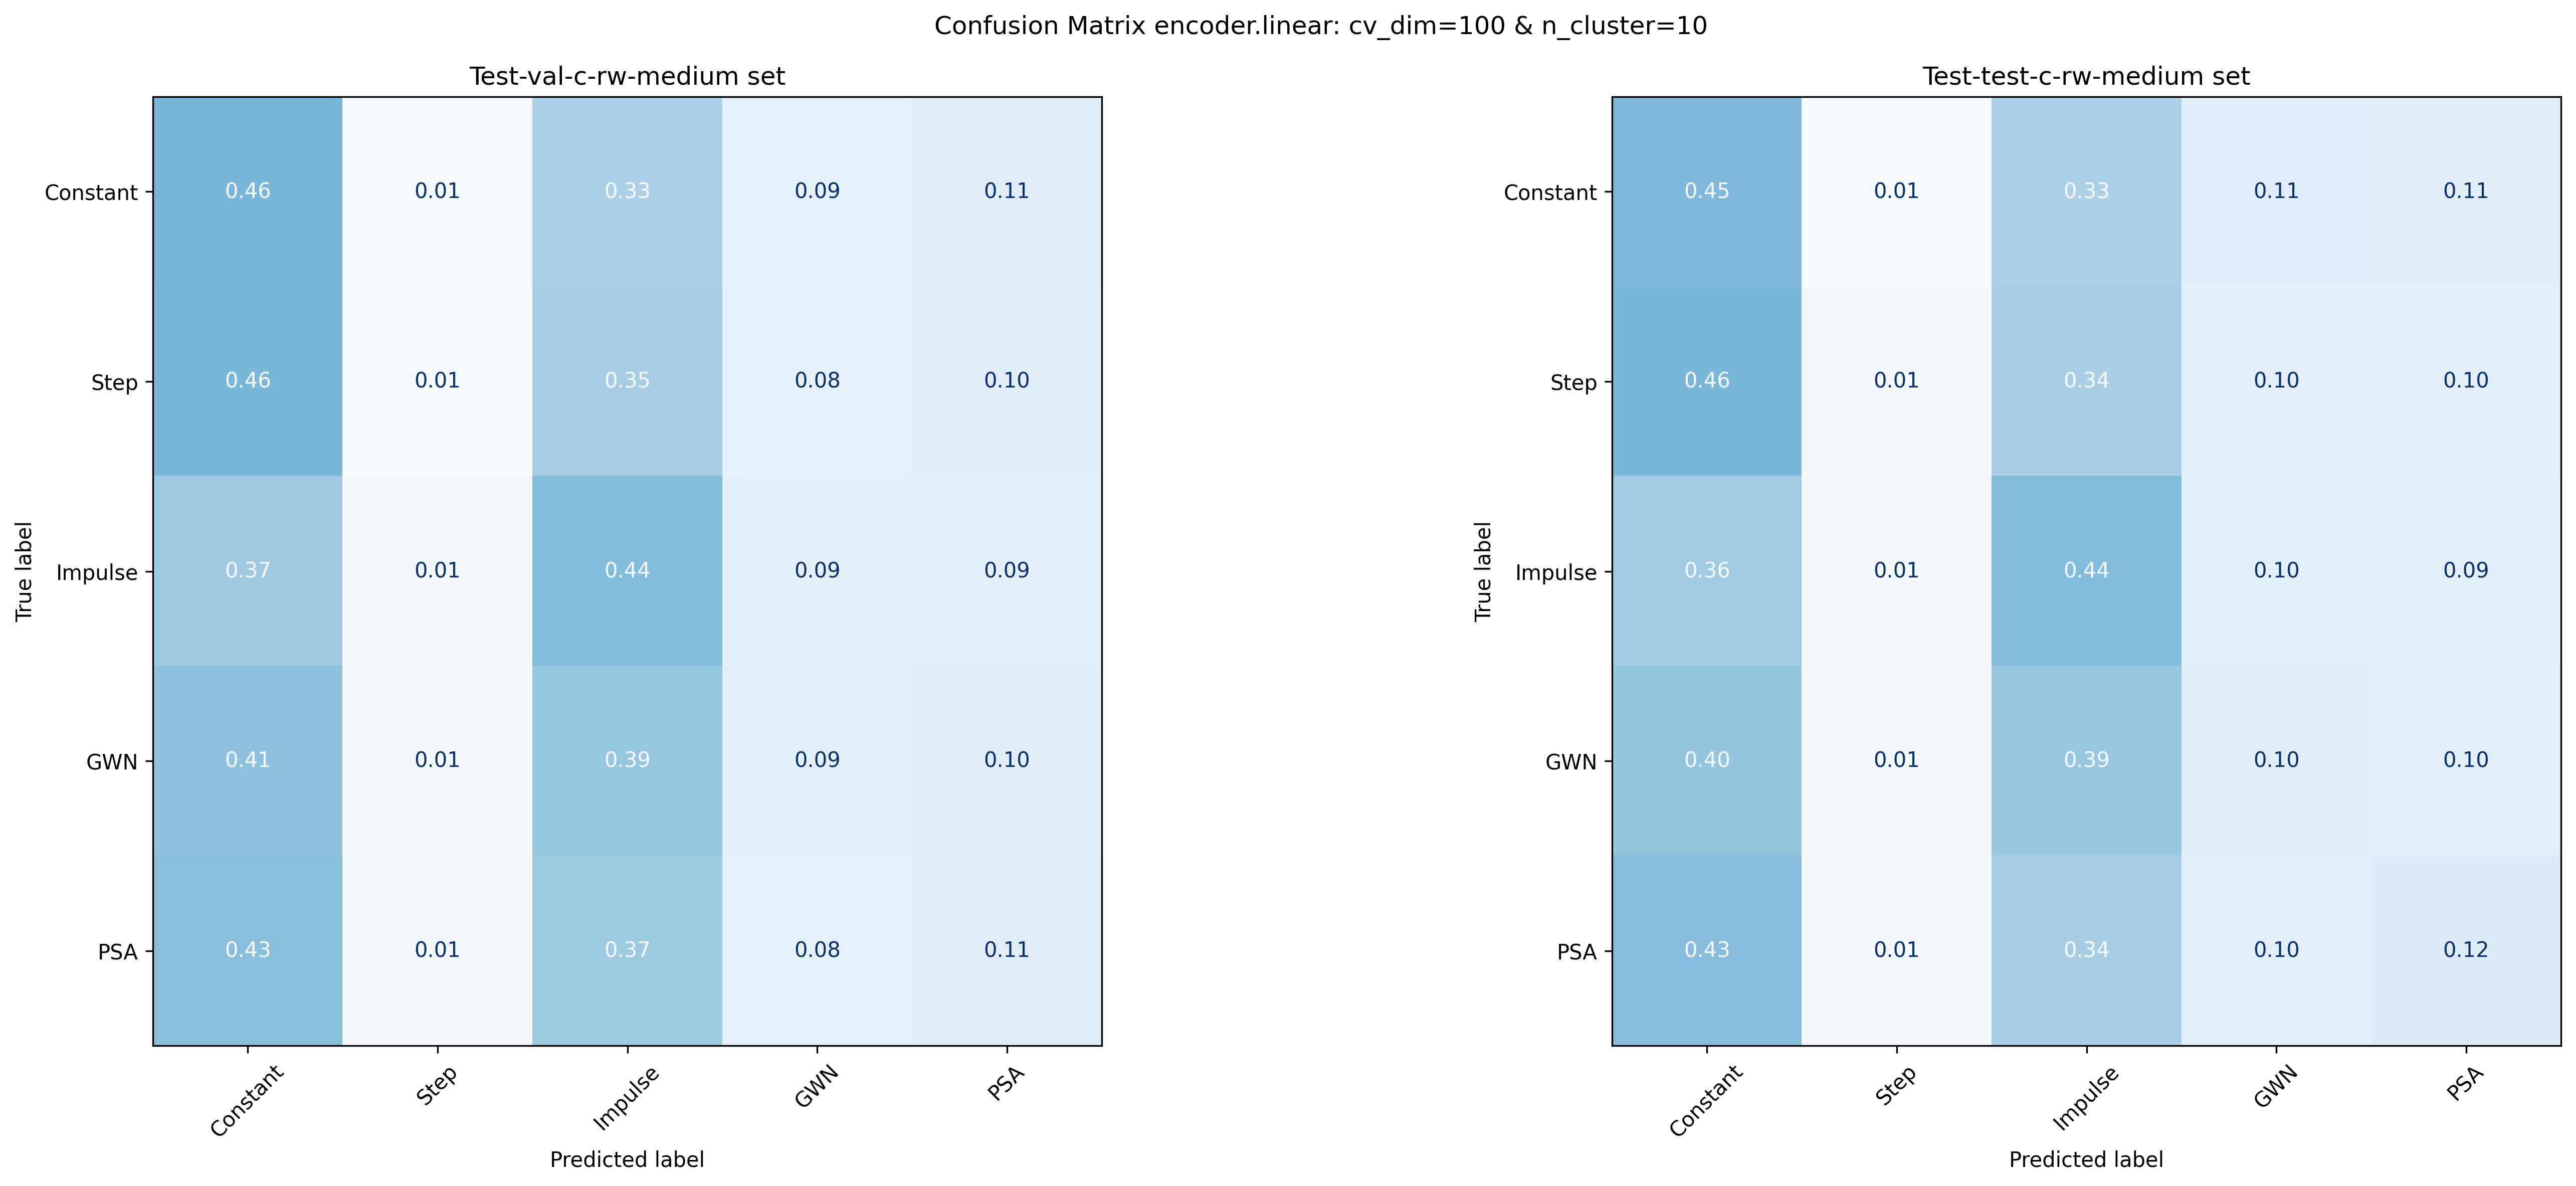 Confusion Matrix encoder.linear: cv_dim=100 & n_cluster=10
Test-val-c-rw-medium set
True label
Constant 0.46 0.01 0.33 0.09 0.11
Step 0.46 0.01 0.35 0.08 0.10
Impulse 0.37 0.01 0.44 0.09 0.09
GWN 0.41 0.01 0.39 0.09 0.10
PSA 0.43 0.01 0.37 0.08 0.11
Constant Step Impulse GWN PSA
Predicted label
Test-test-c-rw-medium set
True label
Constant 0.45 0.01 0.33 0.11 0.11
Step 0.46 0.01 0.34 0.10 0.10
Impulse 0.36 0.01 0.44 0.10 0.09
GWN 0.40 0.01 0.39 0.10 0.10
PSA 0.43 0.01 0.34 0.10 0.12
Constant Step Impulse GWN PSA
Predicted label